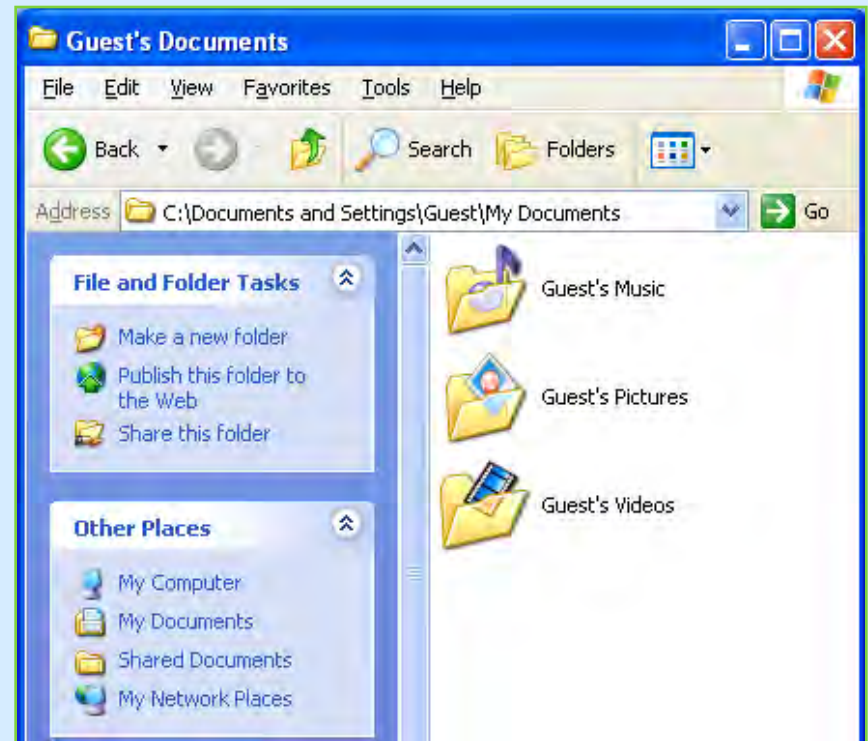 Guest's Documents
File Edit View Favorites Tools Help
Back Search Folders
Address C:\Documents and Settings\Guest\My Documents Go
File and Folder Tasks
Make a new folder
Publish this folder to
the Web
Share this folder
Other Places
My Computer
My Documents
Shared Documents
My Network Places
Guest's Music
Guest's Pictures
Guest's Videos